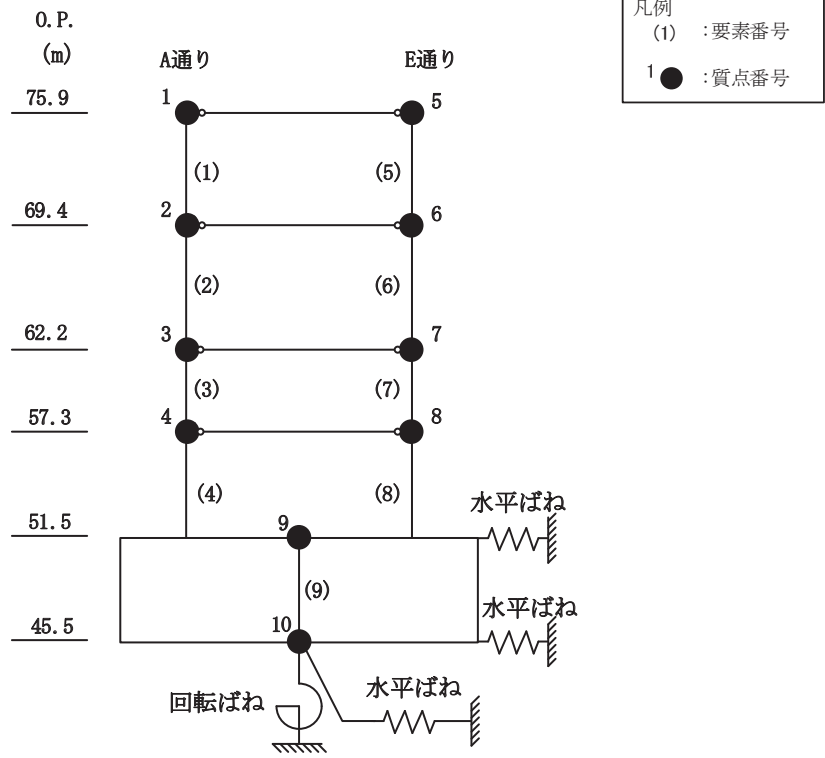 O.P.
(m)
A通り
E通り
凡例
(1) :要素番号
1 :質点番号
75.9
1
5
(1)
(5)
69.4
2
6
(2)
(6)
62.2
3
7
(3)
(7)
57.3
4
8
(4)
(8)
水平ばね
51.5
9
(9)
水平ばね
45.5
10
回転ばね
水平ばね